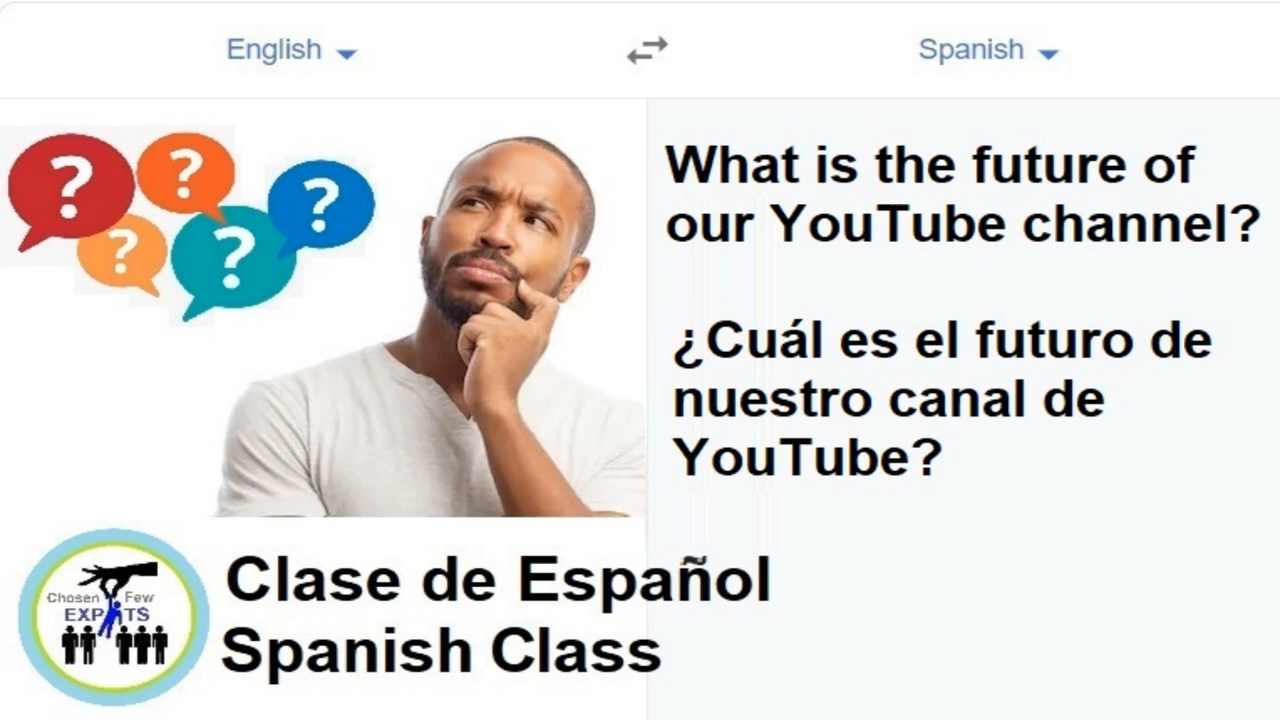 English
Spanish
? ? ? ? ?
What is the future of
our YouTube channel?
¿Cuál es el futuro de
nuestro canal de
YouTube?
Clase de Español
Spanish Class
Chosen Few
EXPATS